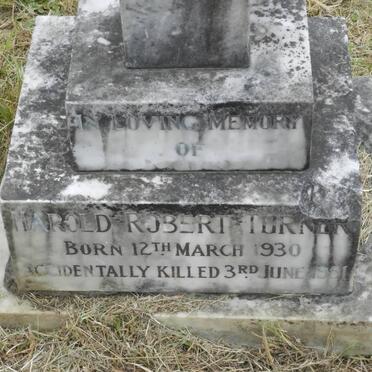 IN LOVING MEMORY
OF
HAROLD ROBERT TURNER
BORN 12TH MARCH 1930
ACCIDENTALLY KILLED 3RD JUNE